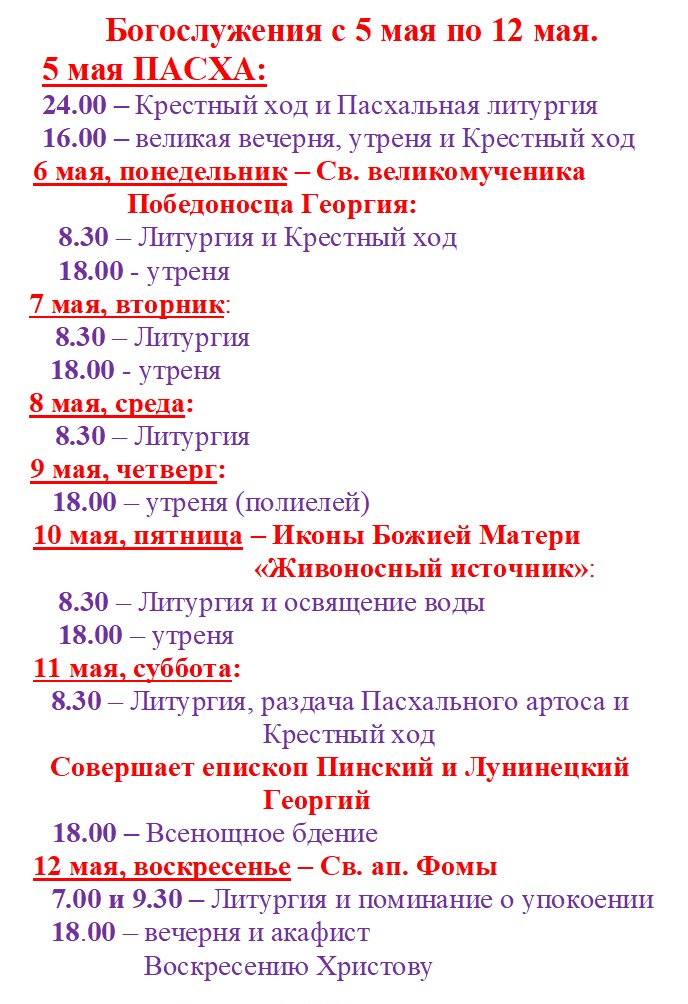 Богослужения с 5 мая по 12 мая.
5 мая ПАСХА:
24.00 – Крестный ход и Пасхальная литургия
16.00 – великая вечерня, утреня и Крестный ход
6 мая, понедельник – Св. великомученика
Победоносца Георгия:
8.30 – Литургия и Крестный ход
18.00 - утреня
7 мая, вторник:
8.30 – Литургия
18.00 - утреня
8 мая, среда:
8.30 – Литургия
9 мая, четверг:
18.00 – утреня (полиелей)
10 мая, пятница – Иконы Божией Матери
«Живоносный источник»:
8.30 – Литургия и освящение воды
18.00 – утреня
11 мая, суббота:
8.30 – Литургия, раздача Пасхального артоса и
Крестный ход
Совершает епископ Пинский и Лунинецкий
Георгий
18.00 – Всенощное бдение
12 мая, воскресенье – Св. ап. Фомы
7.00 и 9.30 – Литургия и поминание о упокоении
18.00 – вечерня и акафист
Воскресению Христову